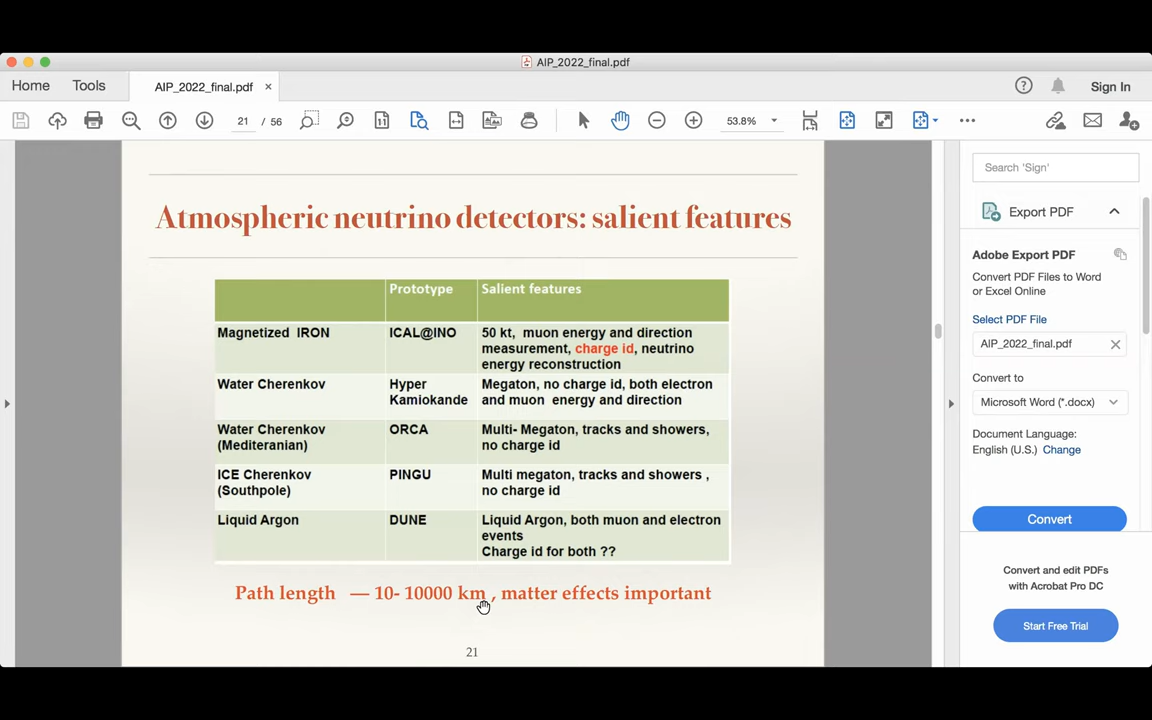 AIP_2022_final.pdf
Home
Tools
AIP_2022_final.pdf
Sign In
21 / 56
53.8%
Search 'Sign'
Export PDF
Adobe Export PDF
Convert PDF Files to Word
or Excel Online
Select PDF File
AIP_2022_final.pdf
Convert to
Microsoft Word (*.docx)
Document Language:
English (U.S.) Change
Convert
Convert and edit PDFs
with Acrobat Pro DC
Start Free Trial
Atmospheric neutrino detectors: salient features
Prototype Salient features
Magnetized IRON ICAL@INO 50 kt, muon energy and direction
measurement, charge id, neutrino
energy reconstruction
Water Cherenkov Hyper Megaton, no charge id, both electron
Kamiokande and muon energy and direction
Water Cherenkov ORCA Multi- Megaton, tracks and showers,
(Mediteranian) no charge id
ICE Cherenkov PINGU Multi megaton, tracks and showers ,
(Southpole) no charge id
Liquid Argon DUNE Liquid Argon, both muon and electron
events
Charge id for both ??
Path length — 10- 10000 km , matter effects important
21